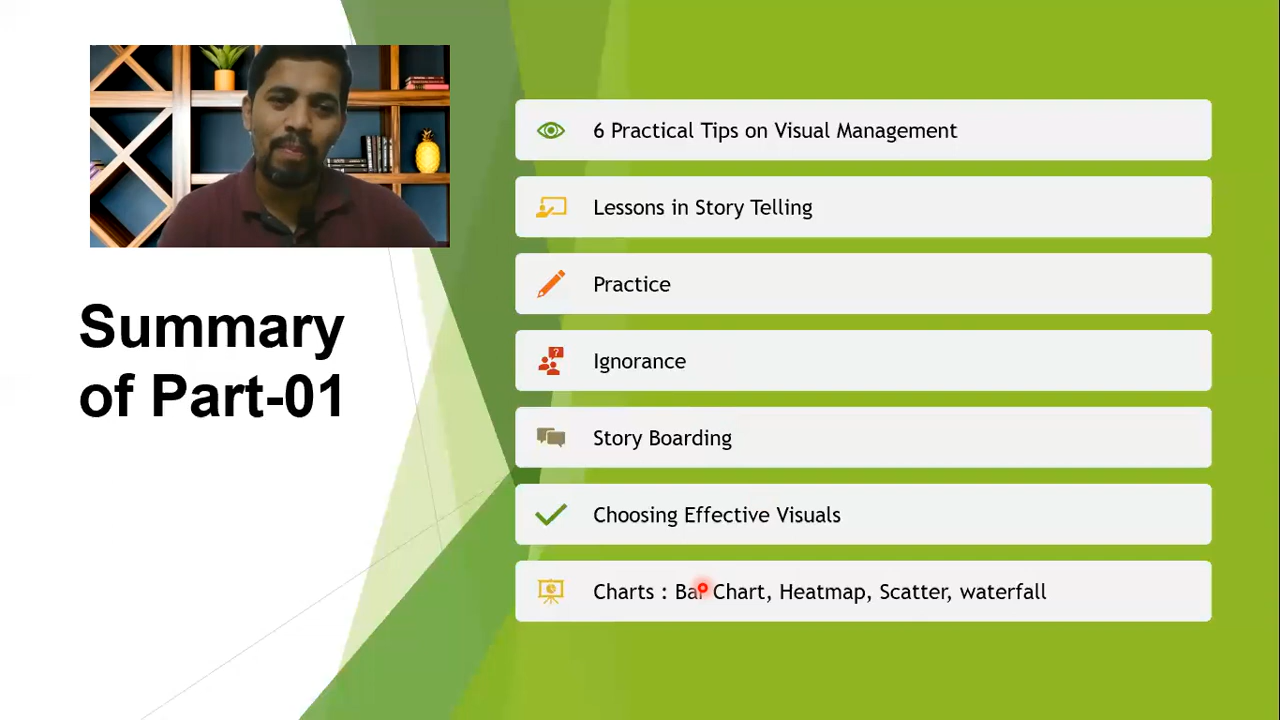 Summary
of Part-01
6 Practical Tips on Visual Management
Lessons in Story Telling
Practice
?
Ignorance
Story Boarding
Choosing Effective Visuals
Charts : Bar Chart, Heatmap, Scatter, waterfall